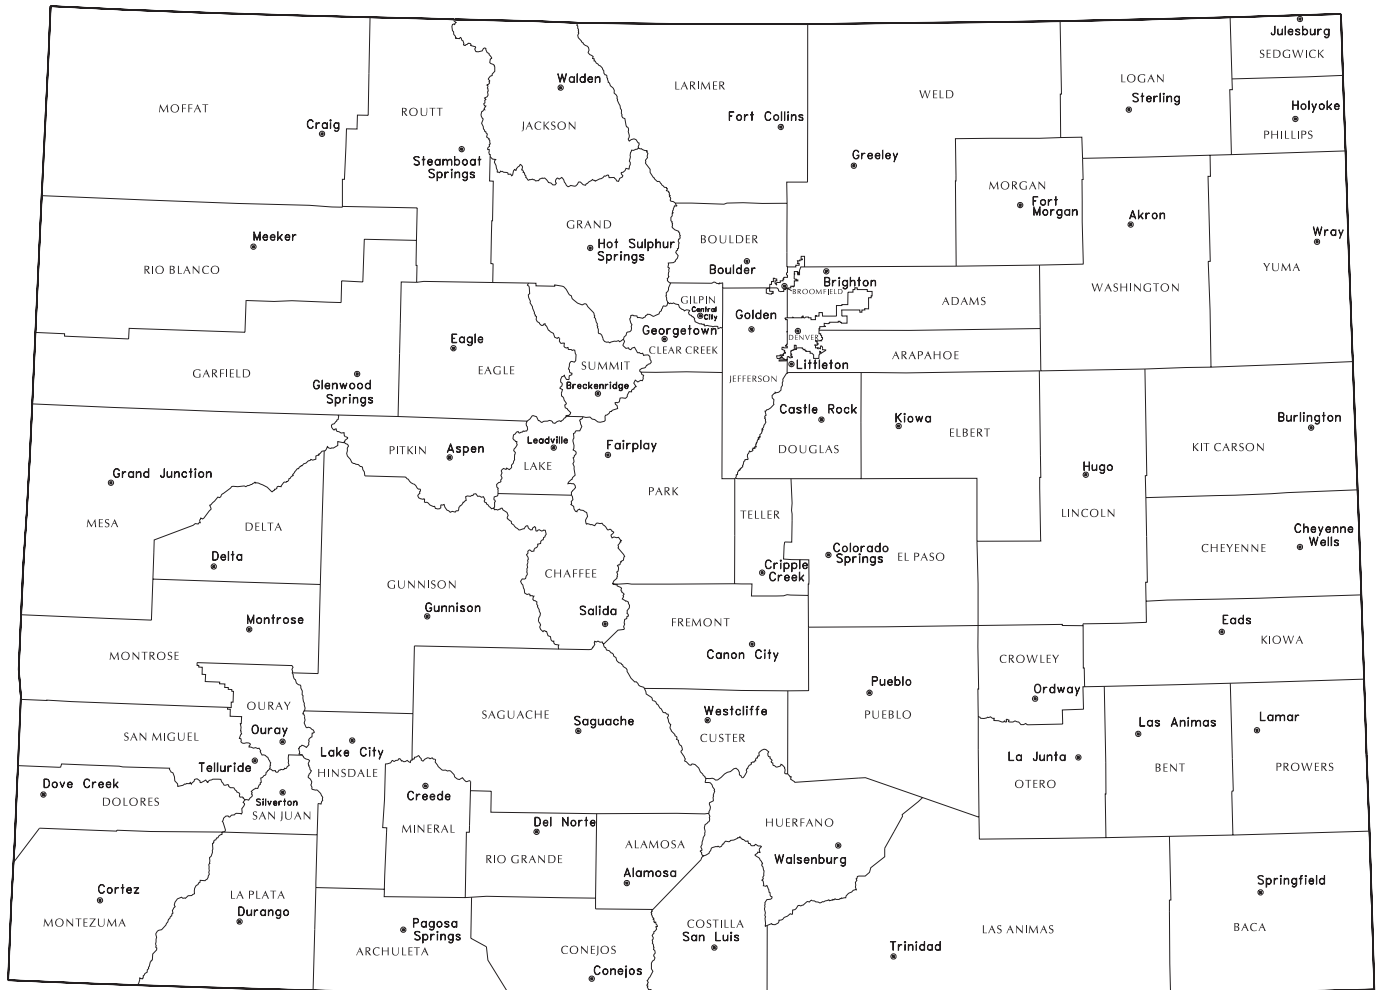 Julesburg
SEDGWICK
Walden
LOGAN
LARIMER
WELD
Sterling
MOFFAT
ROUTT
Holyoke
Craig
JACKSON
Fort Collins
PHILLIPS
Steamboat
Springs
Greeley
MORGAN
Fort
Morgan
Akron
Meeker
GRAND
Hot Sulphur
Springs
BOULDER
Wray
RIO BLANCO
Boulder
YUMA
Brighton
BROOMFIELD
WASHINGTON
GILPIN
Central
City
ADAMS
Golden
Georgetown
Eagle
CLEAR CREEK
DENVER
ARAPAHOE
GARFIELD
EAGLE
SUMMIT
Littleton
Glenwood
Springs
Breckenridge
JEFFERSON
Castle Rock
Kiowa
Burlington
PITKIN
Aspen
Leadville
Fairplay
DOUGLAS
ELBERT
KIT CARSON
Grand Junction
LAKE
Hugo
PARK
MESA
DELTA
TELLER
LINCOLN
Delta
Colorado
Springs
EL PASO
Cheyenne
Wells
CHEYENNE
GUNNISON
CHAFFEE
Cripple
Creek
Gunnison
Salida
Montrose
FREMONT
Eads
KIOWA
MONTROSE
Canon City
CROWLEY
Pueblo
Ordway
OURAY
SAGUACHE
Saguache
Westcliffe
PUEBLO
Las Animas
Lamar
SAN MIGUEL
Ouray
Lake City
CUSTER
Telluride
HINSDALE
La Junta
BENT
PROWERS
Dove Creek
DOLORES
OTERO
Silverton
SAN JUAN
Creede
MINERAL
Del Norte
HUERFANO
RIO GRANDE
ALAMOSA
Walsenburg
Alamosa
Cortez
LA PLATA
Springfield
MONTEZUMA
Durango
Pagosa
Springs
COSTILLA
San Luis
LAS ANIMAS
BACA
ARCHULETA
CONEJOS
Conejos
Trinidad